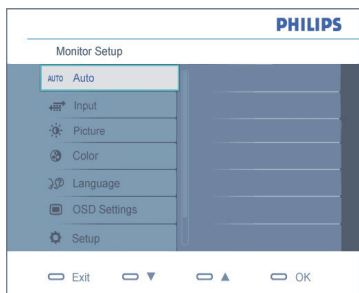 PHILIPS
Monitor Setup
AUTO Auto
Input
Picture
Color
Language
OSD Settings
Setup
Exit ▼ ▲ OK